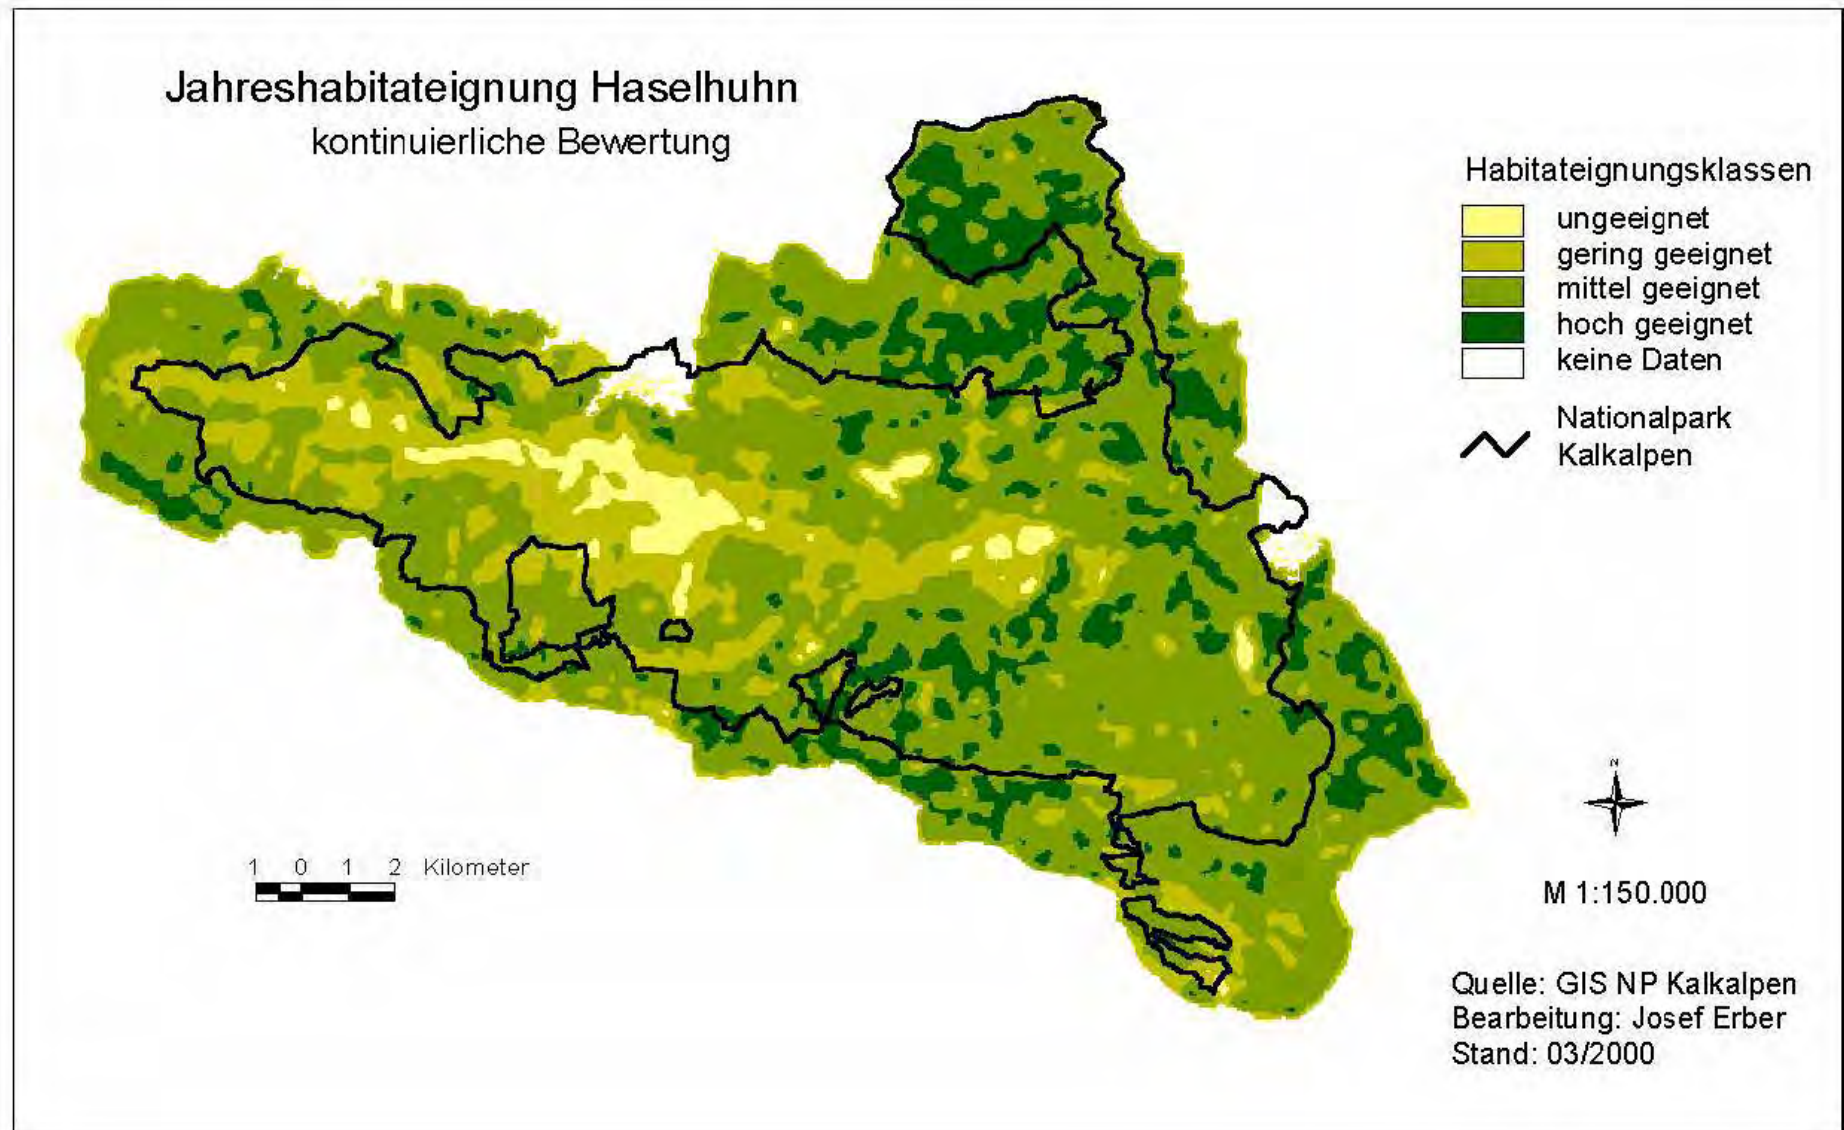 Jahreshabitateignung Haselhuhn
kontinuierliche Bewertung
Habitateignungsklassen
ungeeignet
gering geeignet
mittel geeignet
hoch geeignet
keine Daten
Nationalpark
Kalkalpen
N
1 0 1 2 Kilometer
M 1:150.000
Quelle: GIS NP Kalkalpen
Bearbeitung: Josef Erber
Stand: 03/2000